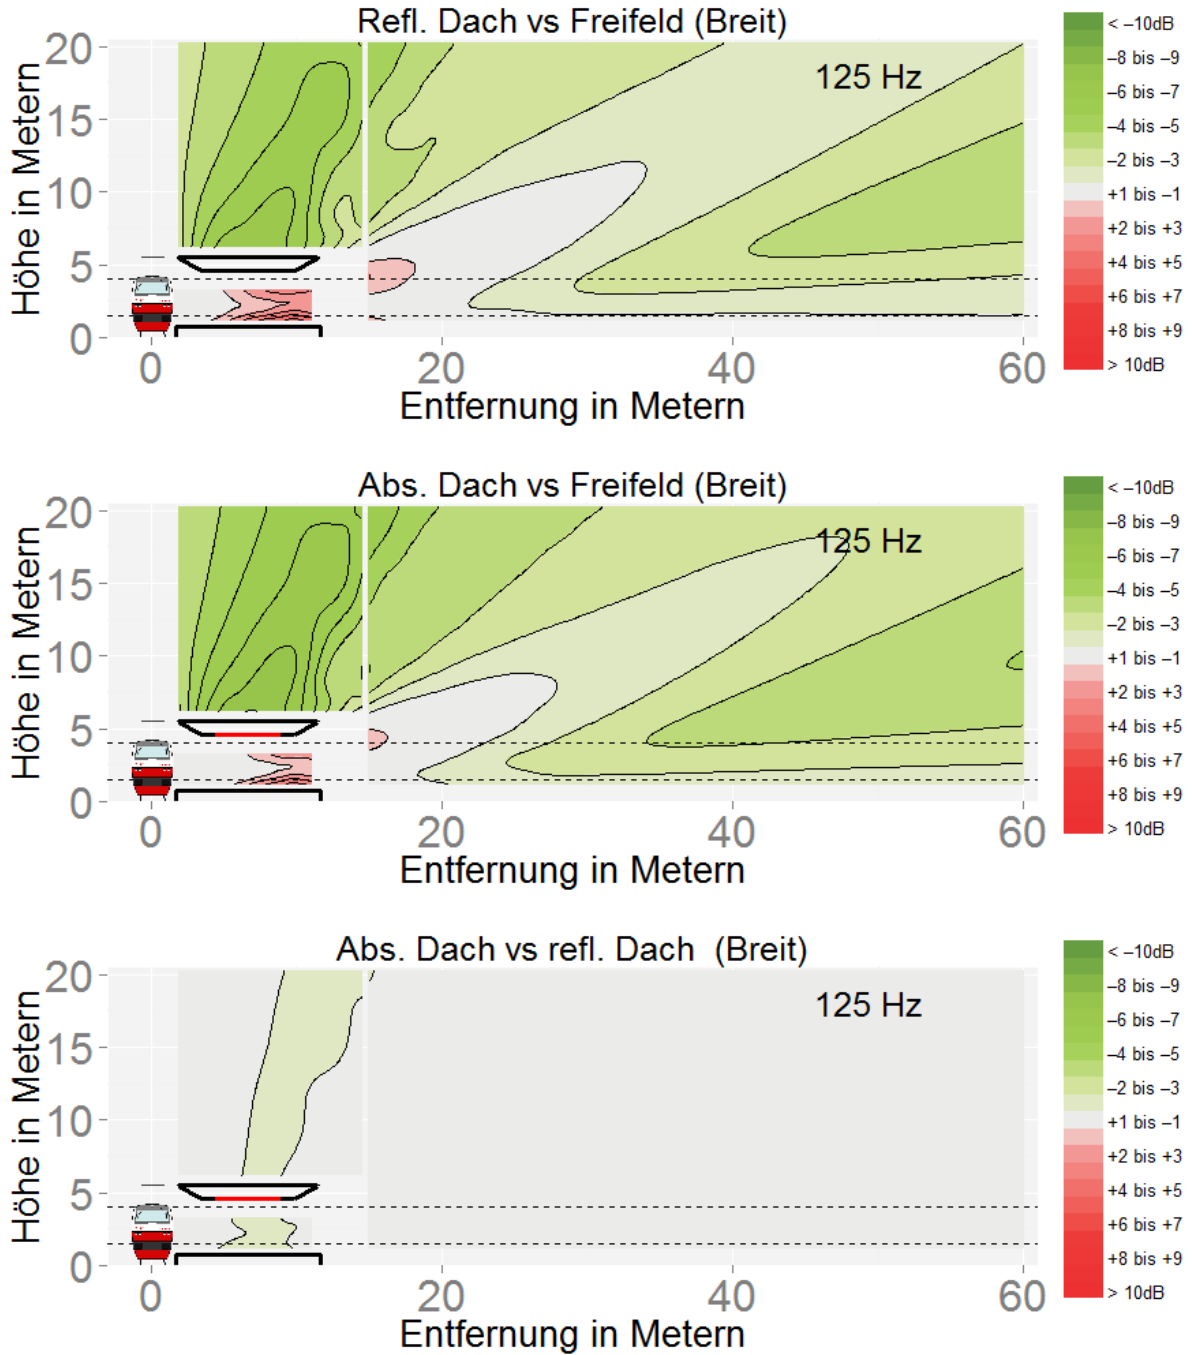 Refl. Dach vs Freifeld (Breit)
125 Hz
Höhe in Metern
20
15
10
5
0
0 20 40 60
Entfernung in Metern
< –10dB
–8 bis –9
–6 bis –7
–4 bis –5
–2 bis –3
+1 bis –1
+2 bis +3
+4 bis +5
+6 bis +7
+8 bis +9
> 10dB
Abs. Dach vs Freifeld (Breit)
125 Hz
Höhe in Metern
20
15
10
5
0
0 20 40 60
Entfernung in Metern
< –10dB
–8 bis –9
–6 bis –7
–4 bis –5
–2 bis –3
+1 bis –1
+2 bis +3
+4 bis +5
+6 bis +7
+8 bis +9
> 10dB
Abs. Dach vs refl. Dach  (Breit)
125 Hz
Höhe in Metern
20
15
10
5
0
0 20 40 60
Entfernung in Metern
< –10dB
–8 bis –9
–6 bis –7
–4 bis –5
–2 bis –3
+1 bis –1
+2 bis +3
+4 bis +5
+6 bis +7
+8 bis +9
> 10dB